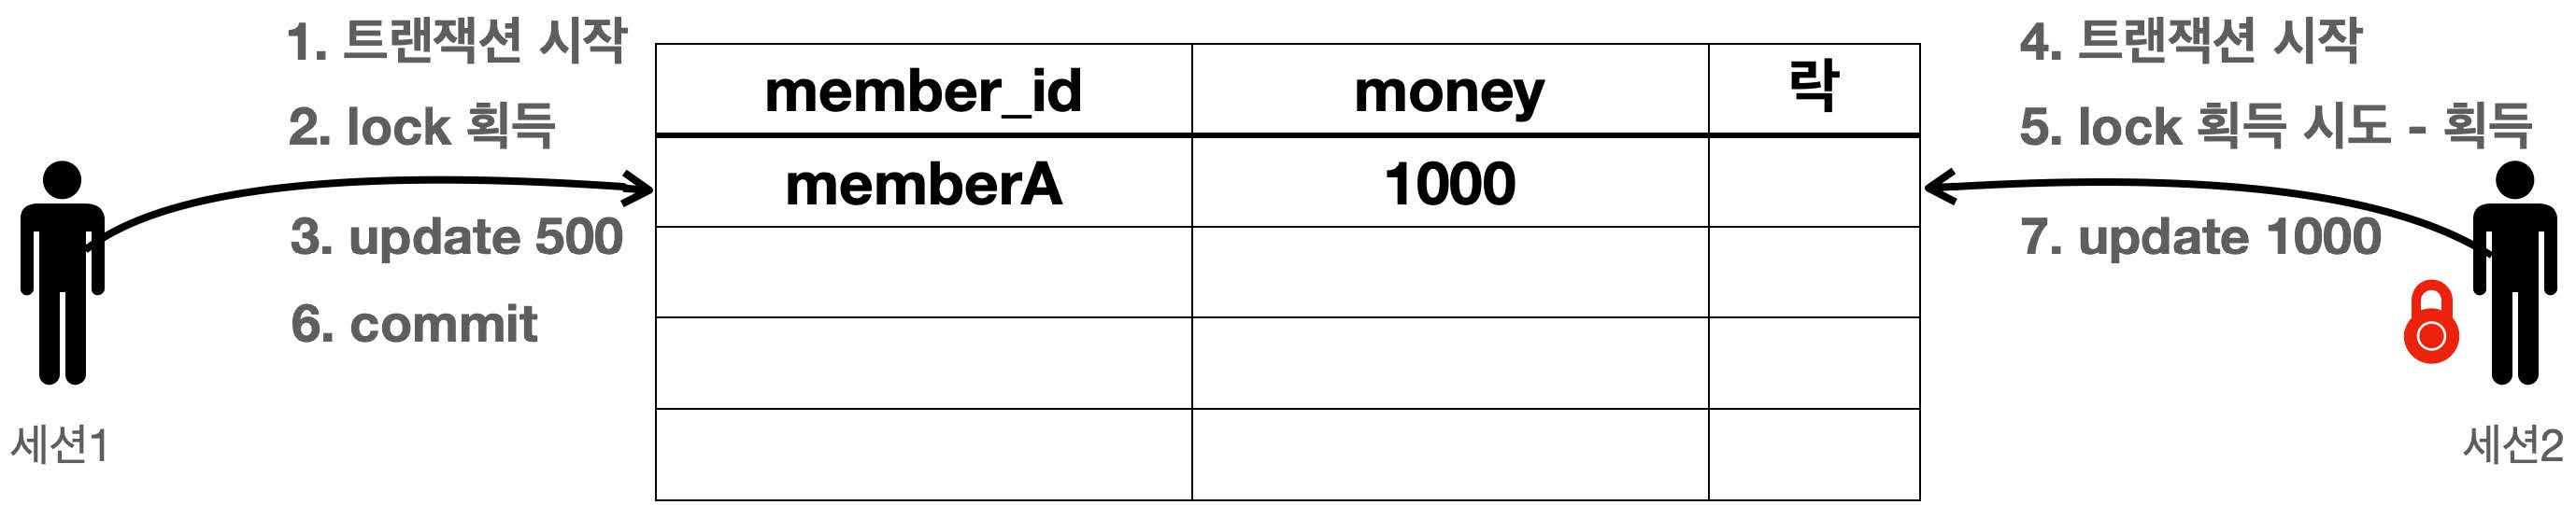 1. 트랜잭션 시작
2. lock 획득
3. update 500
6. commit
세션1
member_id money 락
memberA 1000
4. 트랜잭션 시작
5. lock 획득 시도 - 획득
7. update 1000
세션2